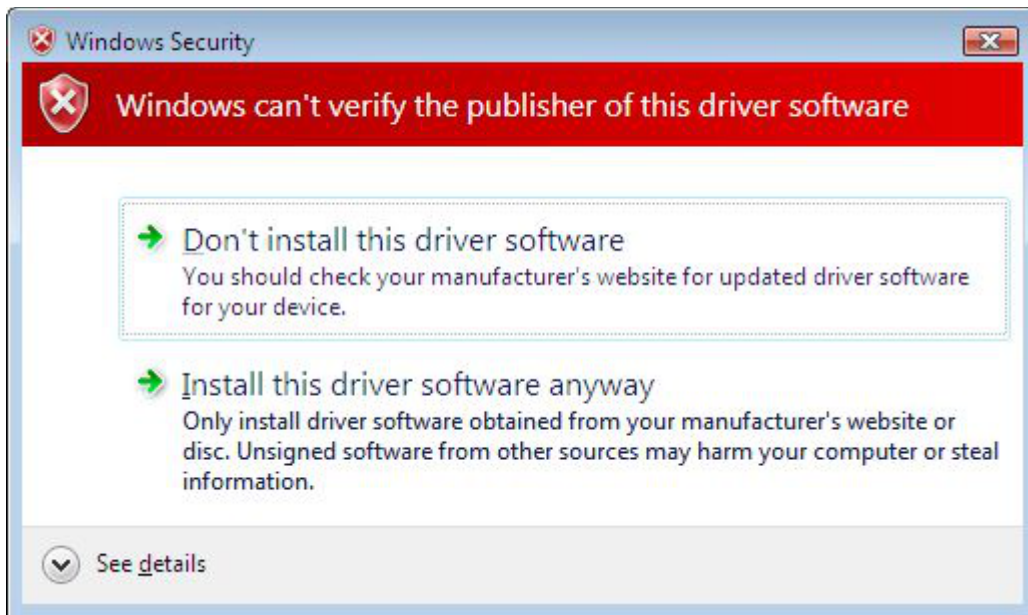 Windows Security
Windows can't verify the publisher of this driver software
Don't install this driver software
You should check your manufacturer's website for updated driver software
for your device.
Install this driver software anyway
Only install driver software obtained from your manufacturer's website or
disc. Unsigned software from other sources may harm your computer or steal
information.
See details